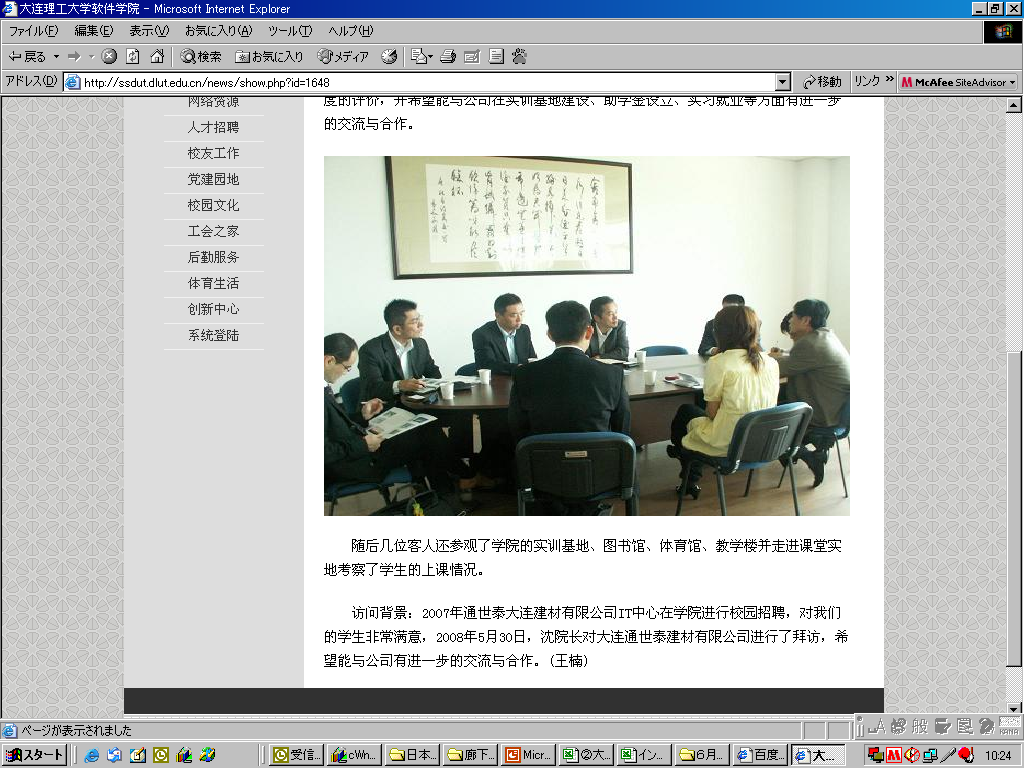 大连理工大学软件学院 - Microsoft Internet Explorer
ファイル(F) 編集(E) 表示(V) お気に入り(A) ツール(T) ヘルプ(H)
戻る 検索 お気に入り メディア
アドレス(D) http://ssdut.dlut.edu.cn/news/show.php?id=1648 移動 リンク » McAfee SiteAdvisor
网络资源
人才招聘
校友工作
党建园地
校园文化
工会之家
后勤服务
体育生活
创新中心
系统登陆
度的评价，并希望能与公司在实训基地建设、助学金设立、实习就业等方面有进一步
的交流与合作。
随后几位客人还参观了学院的实训基地、图书馆、体育馆、教学楼并走进课堂实
地考察了学生的上课情况。
访问背景：2007年通世泰大连建材有限公司IT中心在学院进行校园招聘，对我们
的学生非常满意，2008年5月30日，沈院长对大连通世泰建材有限公司进行了拜访，希
望能与公司有进一步的交流与合作。(王楠)
ページが表示されました
A 般
スタート 受信... cWn... 日本... 廊下... Micr... ②大... イン... 6月... 百度... 大... 10:24